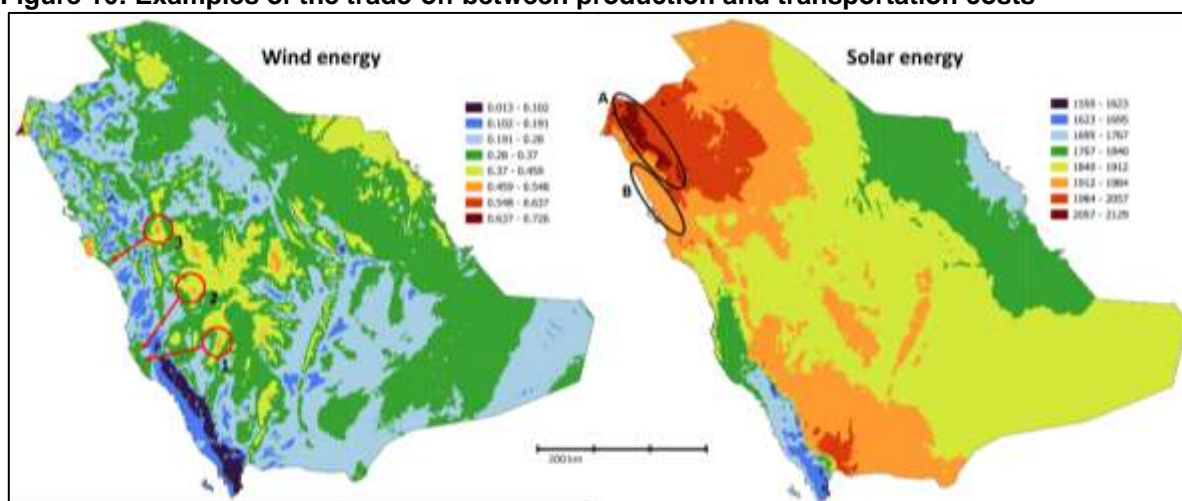 Figure 10: Examples of the trade-off between production and transportation costs
Wind energy
0.013 - 0.102
0.102 - 0.191
0.191 - 0.28
0.28 - 0.37
0.37 - 0.459
0.459 - 0.548
0.548 - 0.637
0.637 - 0.726
3
2
1
200 km
Solar energy
A
B
1623 - 1695
1695 - 1767
1767 - 1840
1840 - 1912
1912 - 1984
1984 - 2057
2057 - 2129